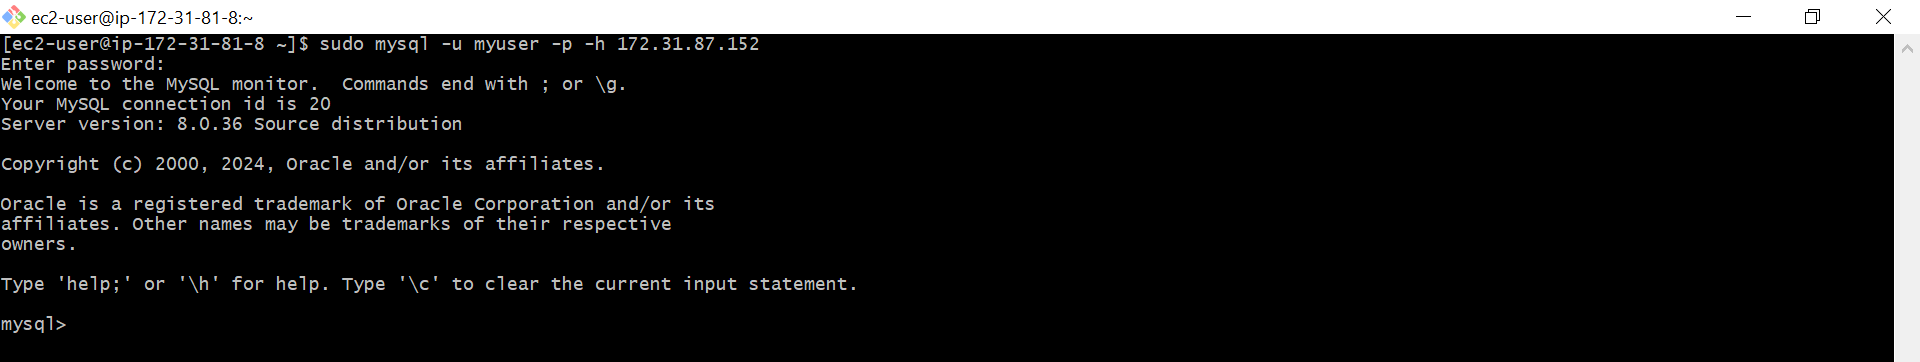 ec2-user@ip-172-31-81-8:~
[ec2-user@ip-172-31-81-8 ~]$ sudo mysql -u myuser -p -h 172.31.87.152
Enter password:
Welcome to the MySQL monitor.  Commands end with ; or \g.
Your MySQL connection id is 20
Server version: 8.0.36 Source distribution
Copyright (c) 2000, 2024, Oracle and/or its affiliates.
Oracle is a registered trademark of Oracle Corporation and/or its
affiliates. Other names may be trademarks of their respective
owners.
Type 'help;' or '\h' for help. Type '\c' to clear the current input statement.
mysql>